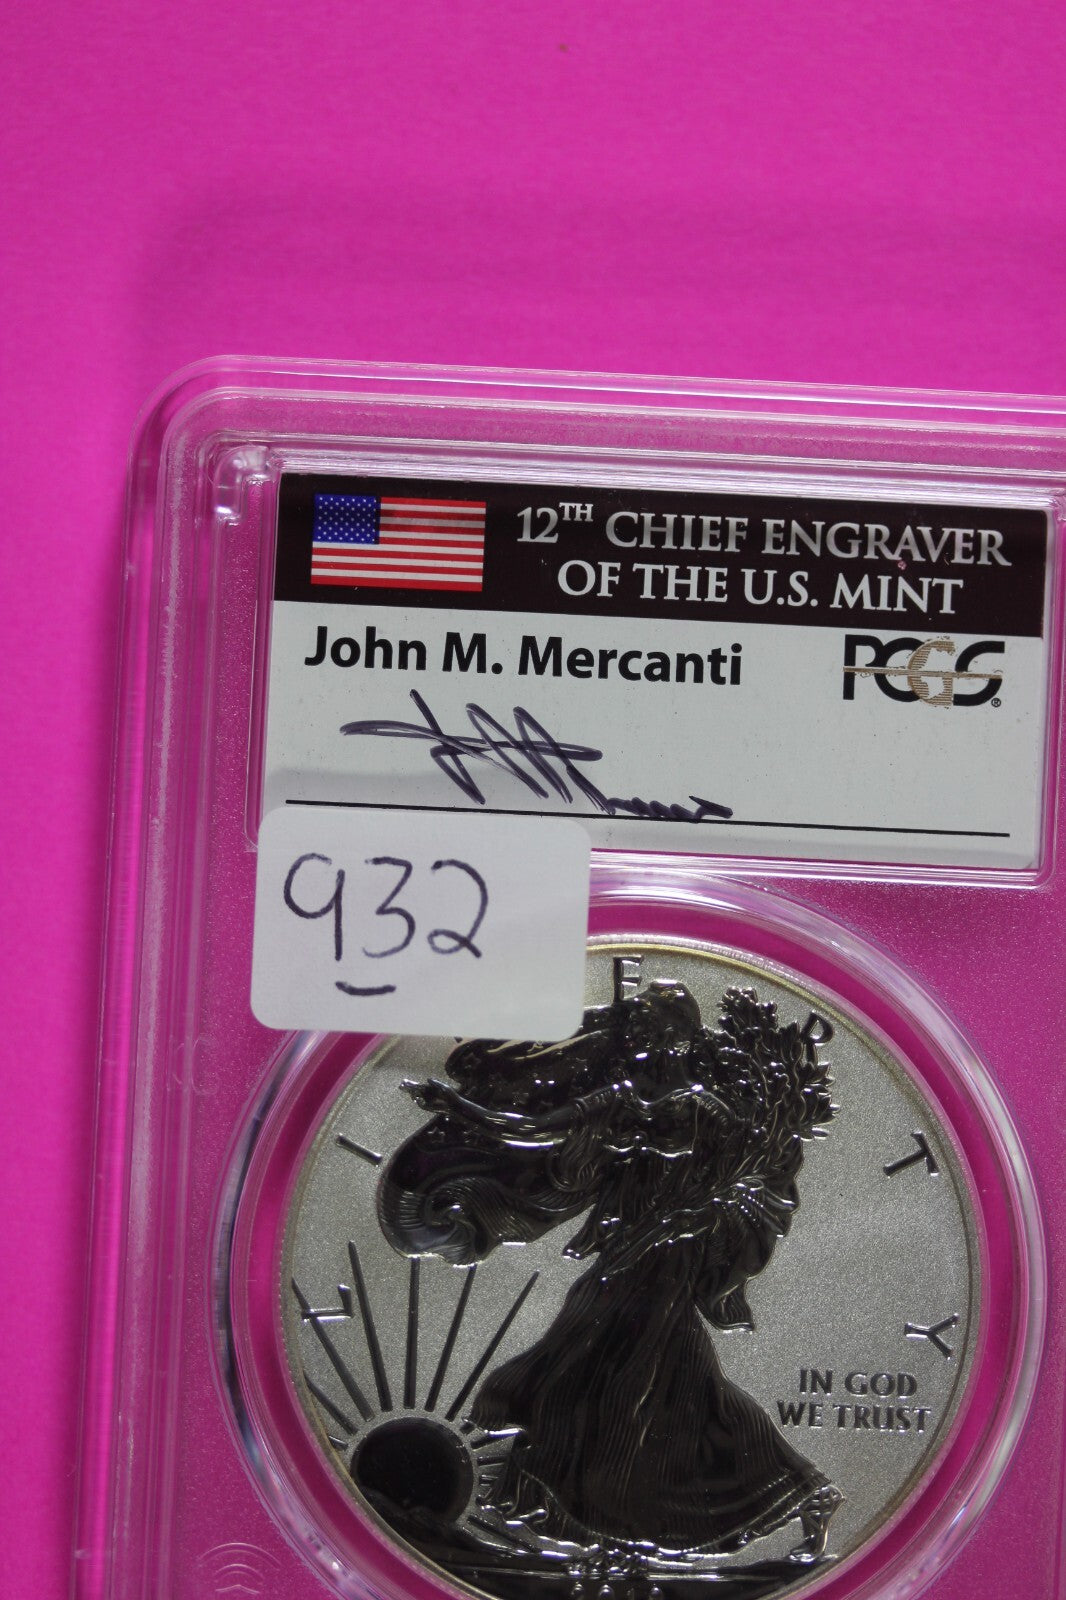 12TH CHIEF ENGRAVER
OF THE U.S. MINT
John M. Mercanti
PCGS®
932
LIBERTY
IN GOD
WE TRUST